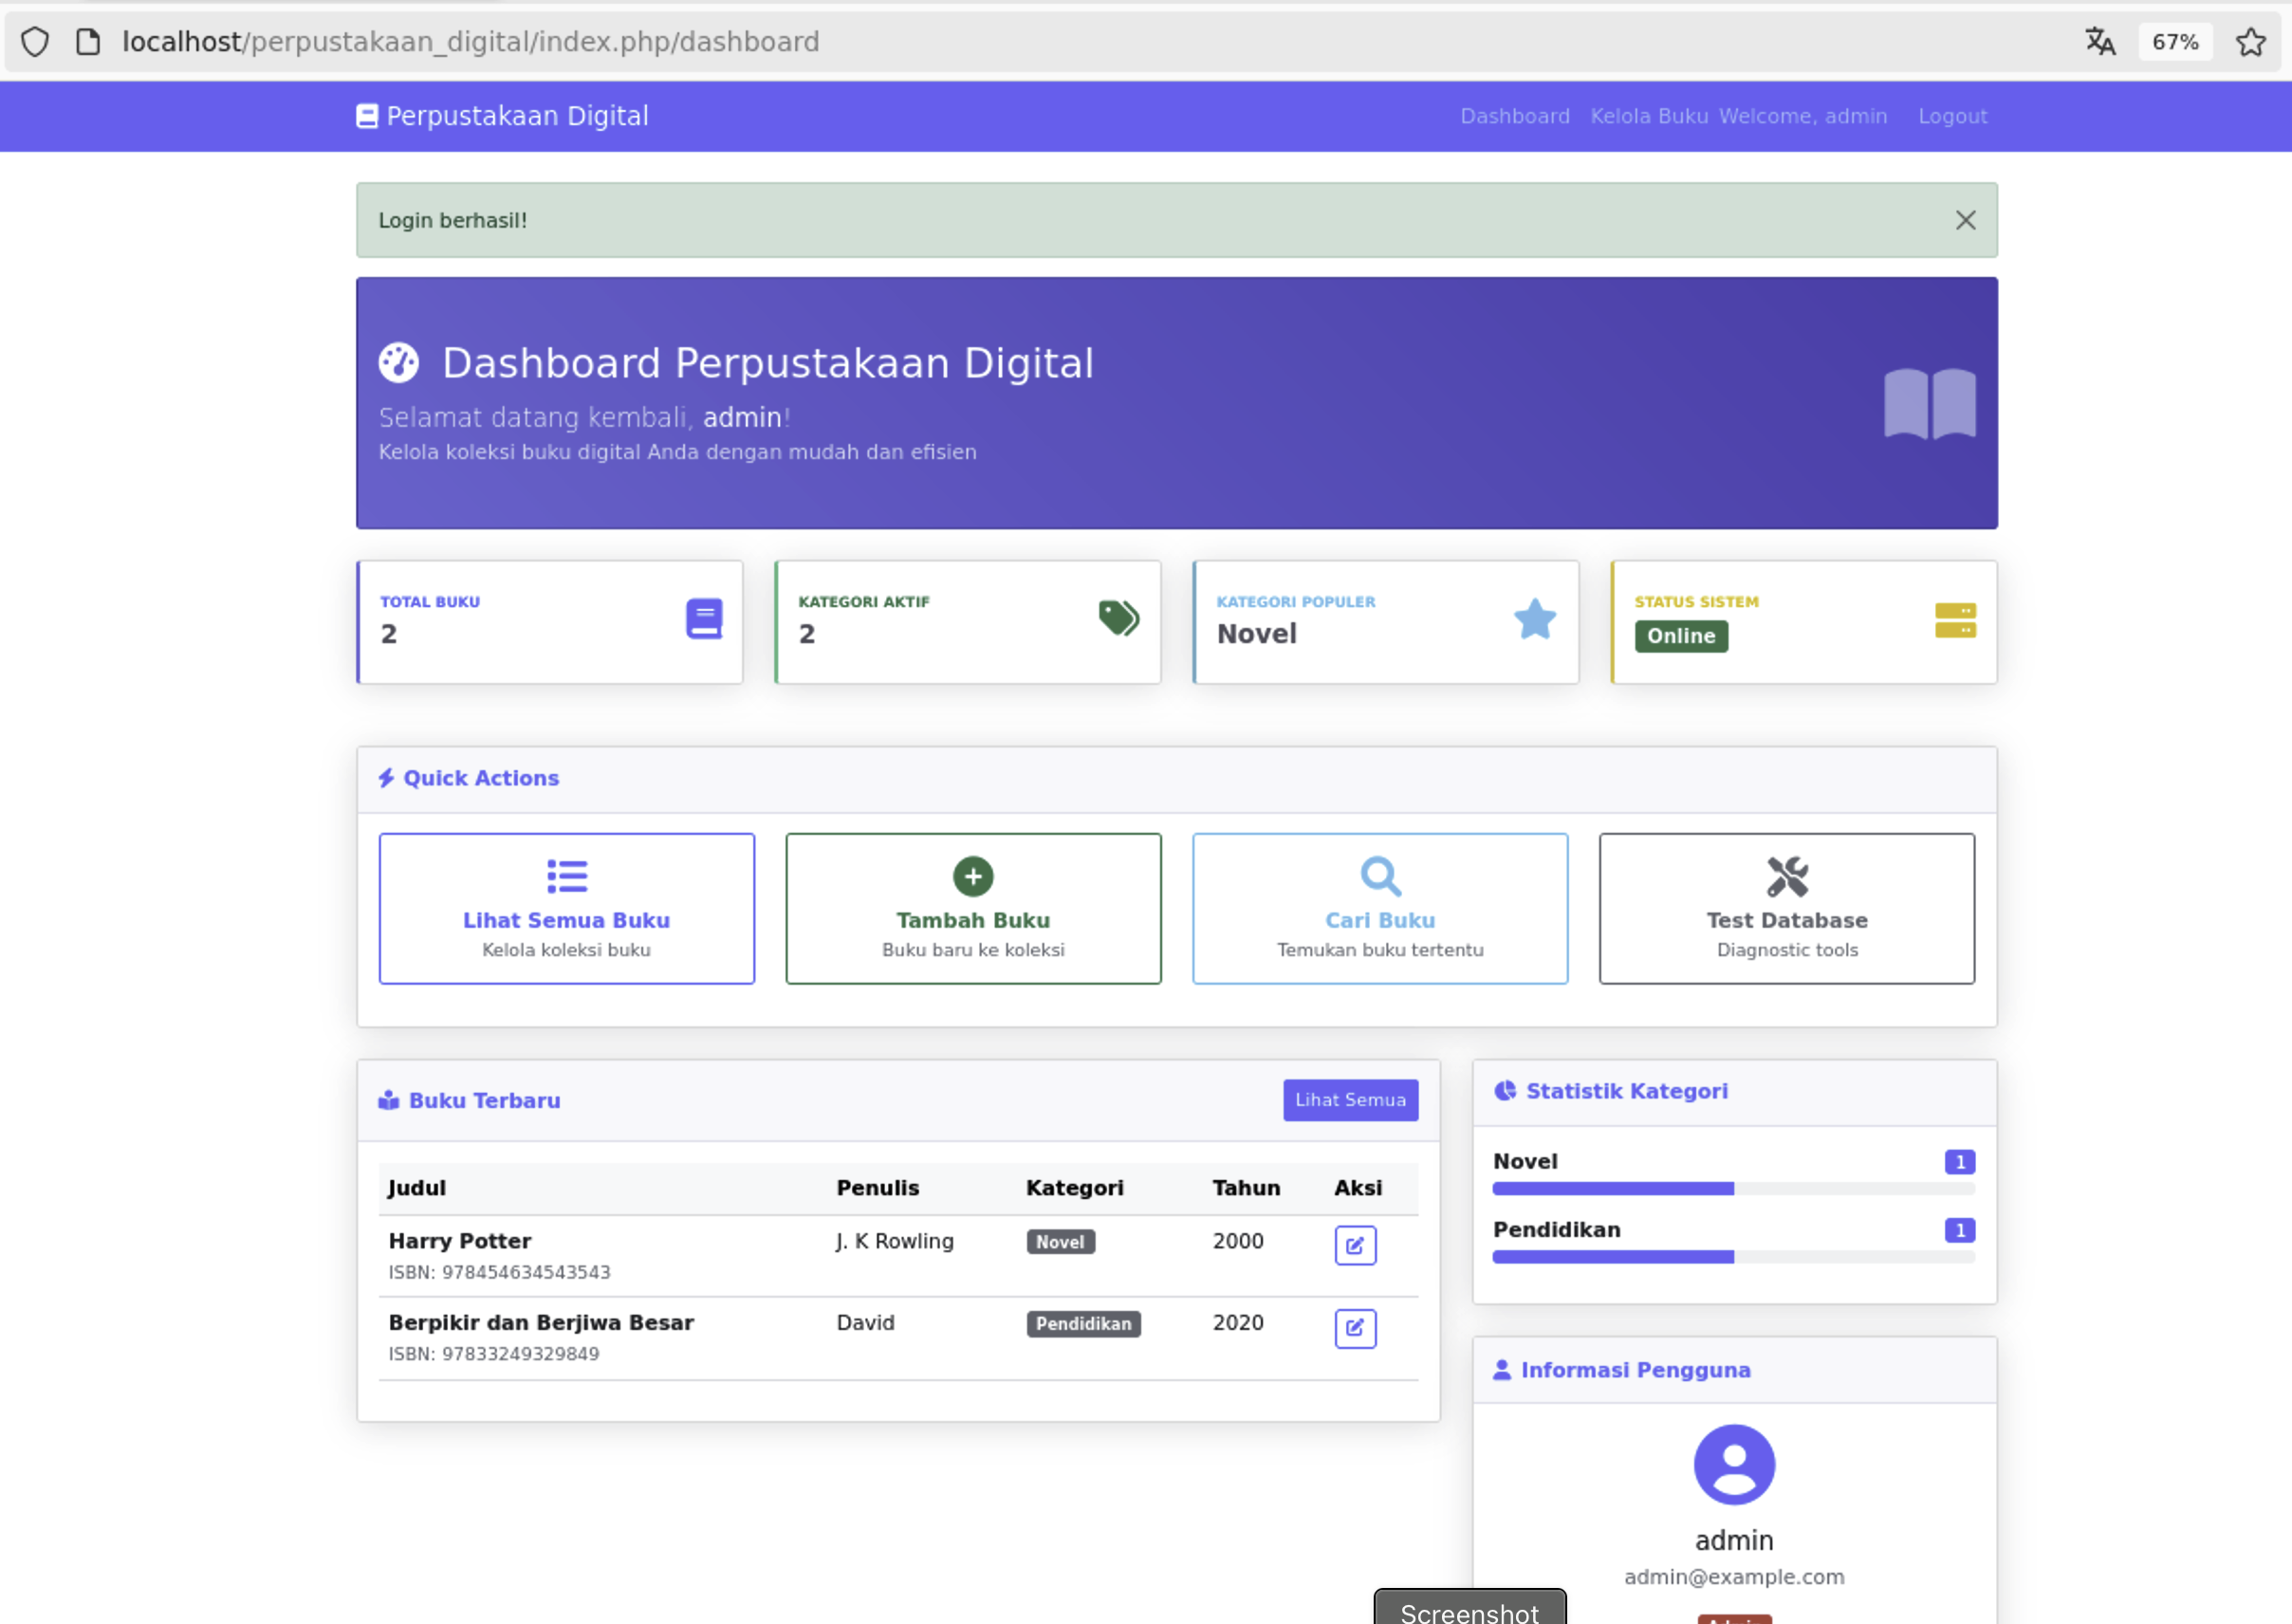 localhost/perpustakaan_digital/index.php/dashboard 67%
Perpustakaan Digital Dashboard Kelola Buku Welcome, admin Logout
Login berhasil!
Dashboard Perpustakaan Digital
Selamat datang kembali, admin!
Kelola koleksi buku digital Anda dengan mudah dan efisien
TOTAL BUKU
2
KATEGORI AKTIF
2
KATEGORI POPULER
Novel
STATUS SISTEM
Online
Quick Actions
Lihat Semua Buku
Kelola koleksi buku
Tambah Buku
Buku baru ke koleksi
Cari Buku
Temukan buku tertentu
Test Database
Diagnostic tools
Buku Terbaru Lihat Semua
Judul Penulis Kategori Tahun Aksi
Harry Potter J. K Rowling Novel 2000
ISBN: 978454634543543
Berpikir dan Berjiwa Besar David Pendidikan 2020
ISBN: 97833249329849
Statistik Kategori
Novel 1
Pendidikan 1
Informasi Pengguna
admin
admin@example.com
Screenshot